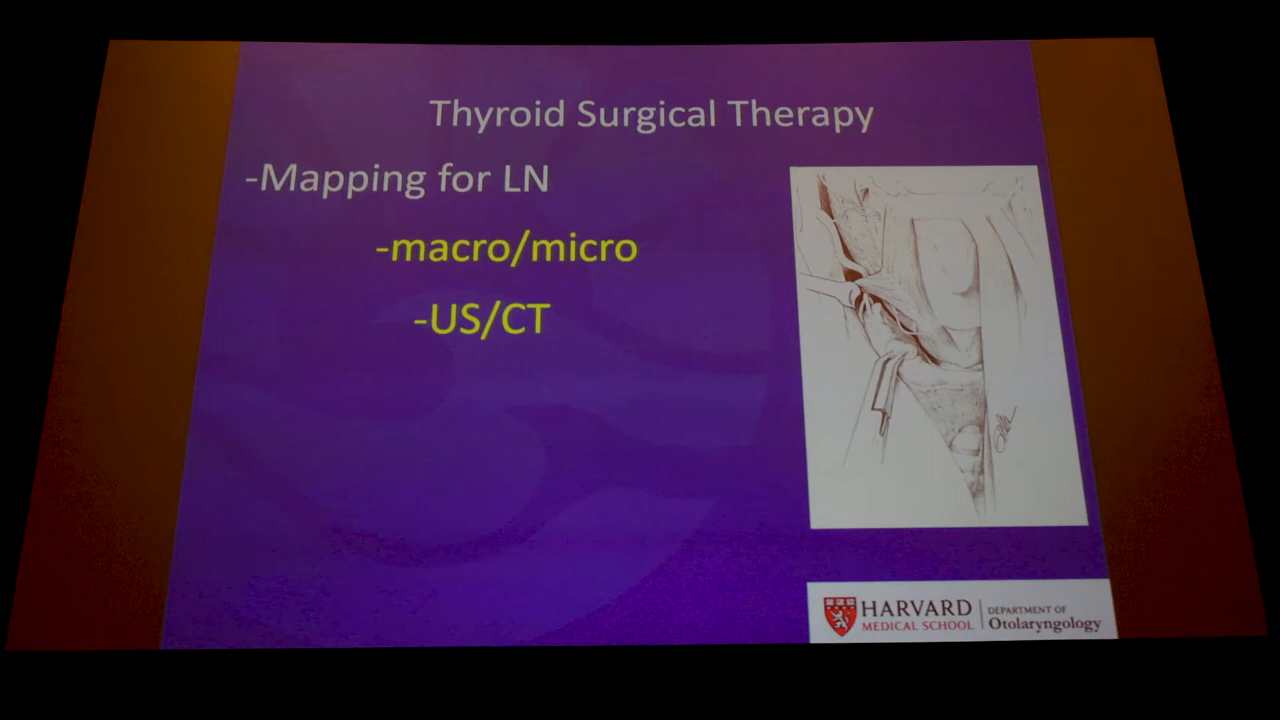 Thyroid Surgical Therapy
-Mapping for LN
-macro/micro
-US/CT
HARVARD
MEDICAL SCHOOL
DEPARTMENT OF
Otolaryngology